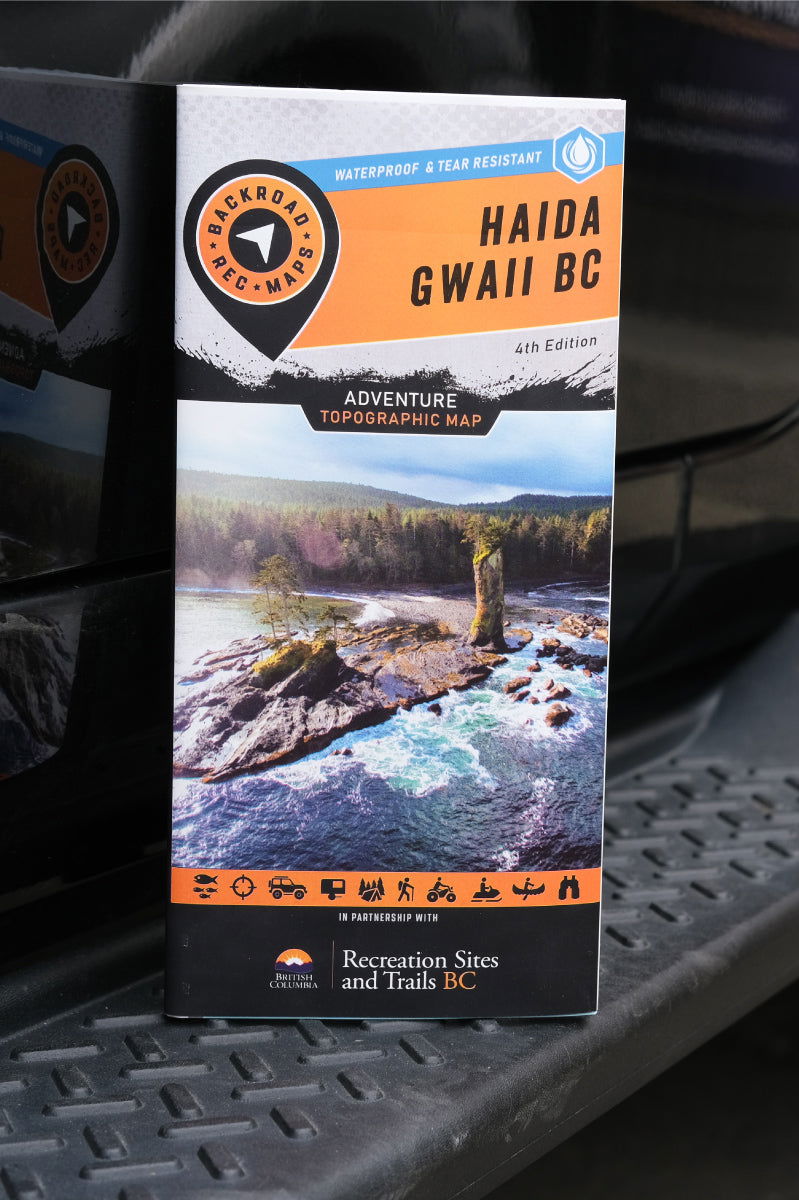 WATERPROOF & TEAR RESISTANT
BACKROAD
REC ★ MAPS
HAIDA
GWAII BC
4th Edition
ADVENTURE
TOPOGRAPHIC MAP
IN PARTNERSHIP WITH
BRITISH
COLUMBIA
Recreation Sites
and Trails BC